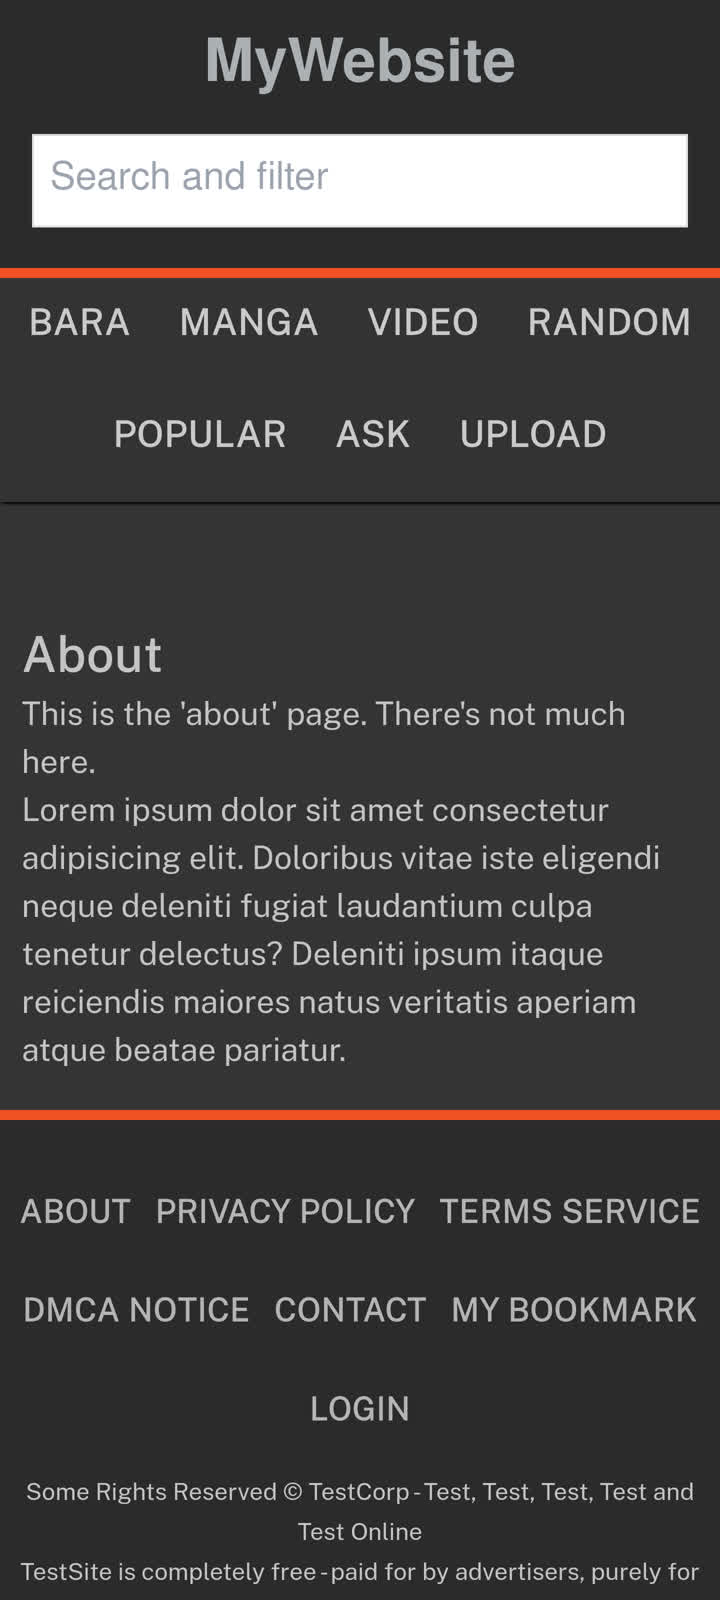 MyWebsite
Search and filter
BARA MANGA VIDEO RANDOM
POPULAR ASK UPLOAD
About
This is the 'about' page. There's not much
here.
Lorem ipsum dolor sit amet consectetur
adipisicing elit. Doloribus vitae iste eligendi
neque deleniti fugiat laudantium culpa
tenetur delectus? Deleniti ipsum itaque
reiciendis maiores natus veritatis aperiam
atque beatae pariatur.
ABOUT PRIVACY POLICY TERMS SERVICE
DMCA NOTICE CONTACT MY BOOKMARK
LOGIN
Some Rights Reserved © TestCorp - Test, Test, Test, Test and
Test Online
TestSite is completely free - paid for by advertisers, purely for